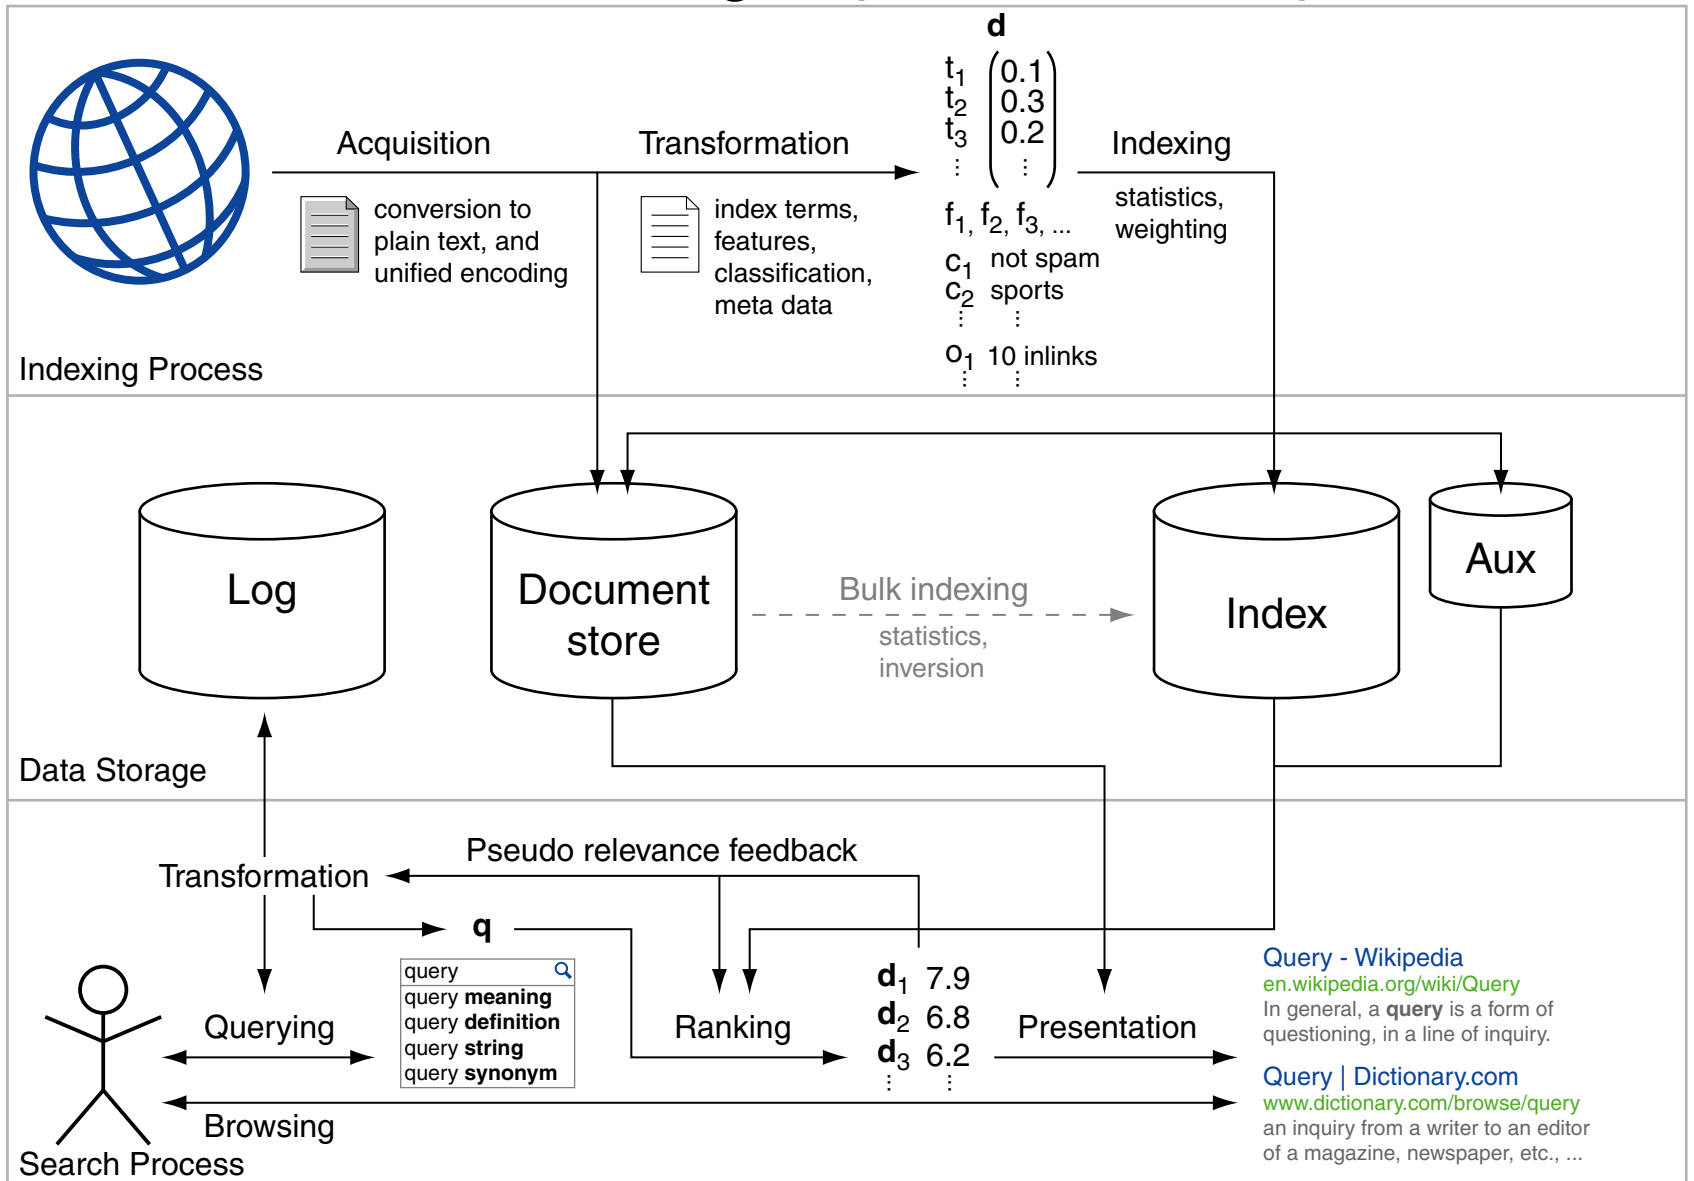 d
t1 0.1
t2 0.3
t3 0.2
⋮ ⋮
Acquisition
conversion to
plain text, and
unified encoding
Transformation
index terms,
features,
classification,
meta data
f1, f2, f3, ...
c1 not spam
c2 sports
⋮ ⋮
o1 10 inlinks
⋮ ⋮
Indexing
statistics,
weighting
Indexing Process
Log
Document
store
Bulk indexing
statistics,
inversion
Index
Aux
Data Storage
Pseudo relevance feedback
Transformation
q
query
query meaning
query definition
query string
query synonym
Querying
Ranking
d1 7.9
d2 6.8
d3 6.2
⋮ ⋮
Presentation
Query - Wikipedia
en.wikipedia.org/wiki/Query
In general, a query is a form of
questioning, in a line of inquiry.
Query | Dictionary.com
www.dictionary.com/browse/query
an inquiry from a writer to an editor
of a magazine, newspaper, etc., ...
Browsing
Search Process